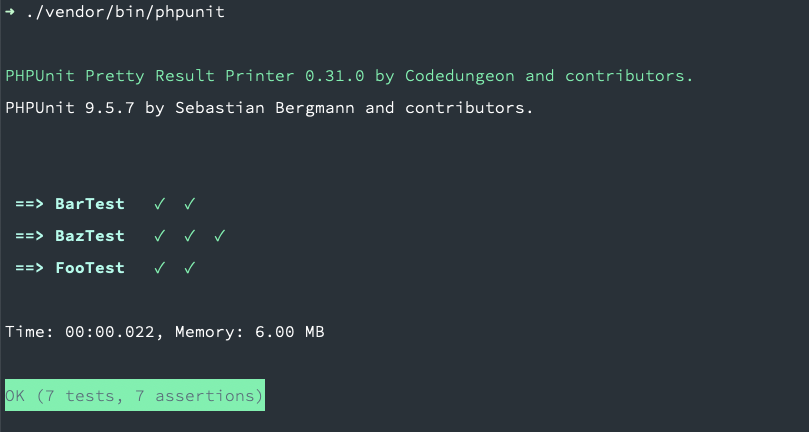 ➜ ./vendor/bin/phpunit
PHPUnit Pretty Result Printer 0.31.0 by Codedungeon and contributors.
PHPUnit 9.5.7 by Sebastian Bergmann and contributors.
==> BarTest ✓ ✓
==> BazTest ✓ ✓ ✓
==> FooTest ✓ ✓
Time: 00:00.022, Memory: 6.00 MB
OK (7 tests, 7 assertions)